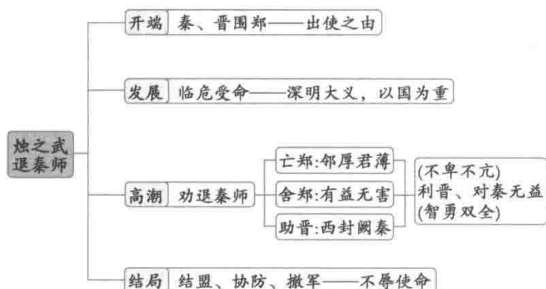 开端 秦、晋围郑——出使之由
发展 临危受命——深明大义，以国为重
烛之武
退秦师
高潮 劝退秦师
亡郑:邻厚君薄
舍郑:有益无害
助晋:西封阙秦
(不卑不亢)
利晋、对秦无益
(智勇双全)
结局 结盟、协防、撤军——不辱使命